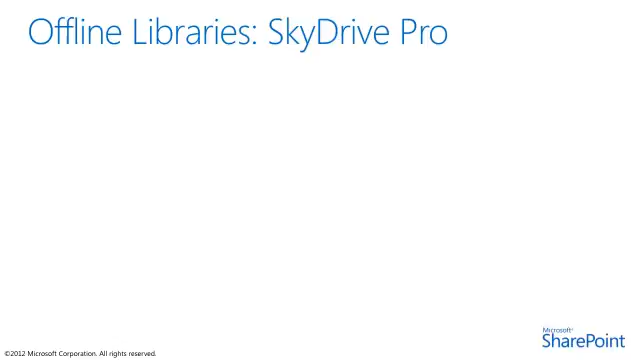 Offline Libraries: SkyDrive Pro
Microsoft®
SharePoint
©2012 Microsoft Corporation. All rights reserved.